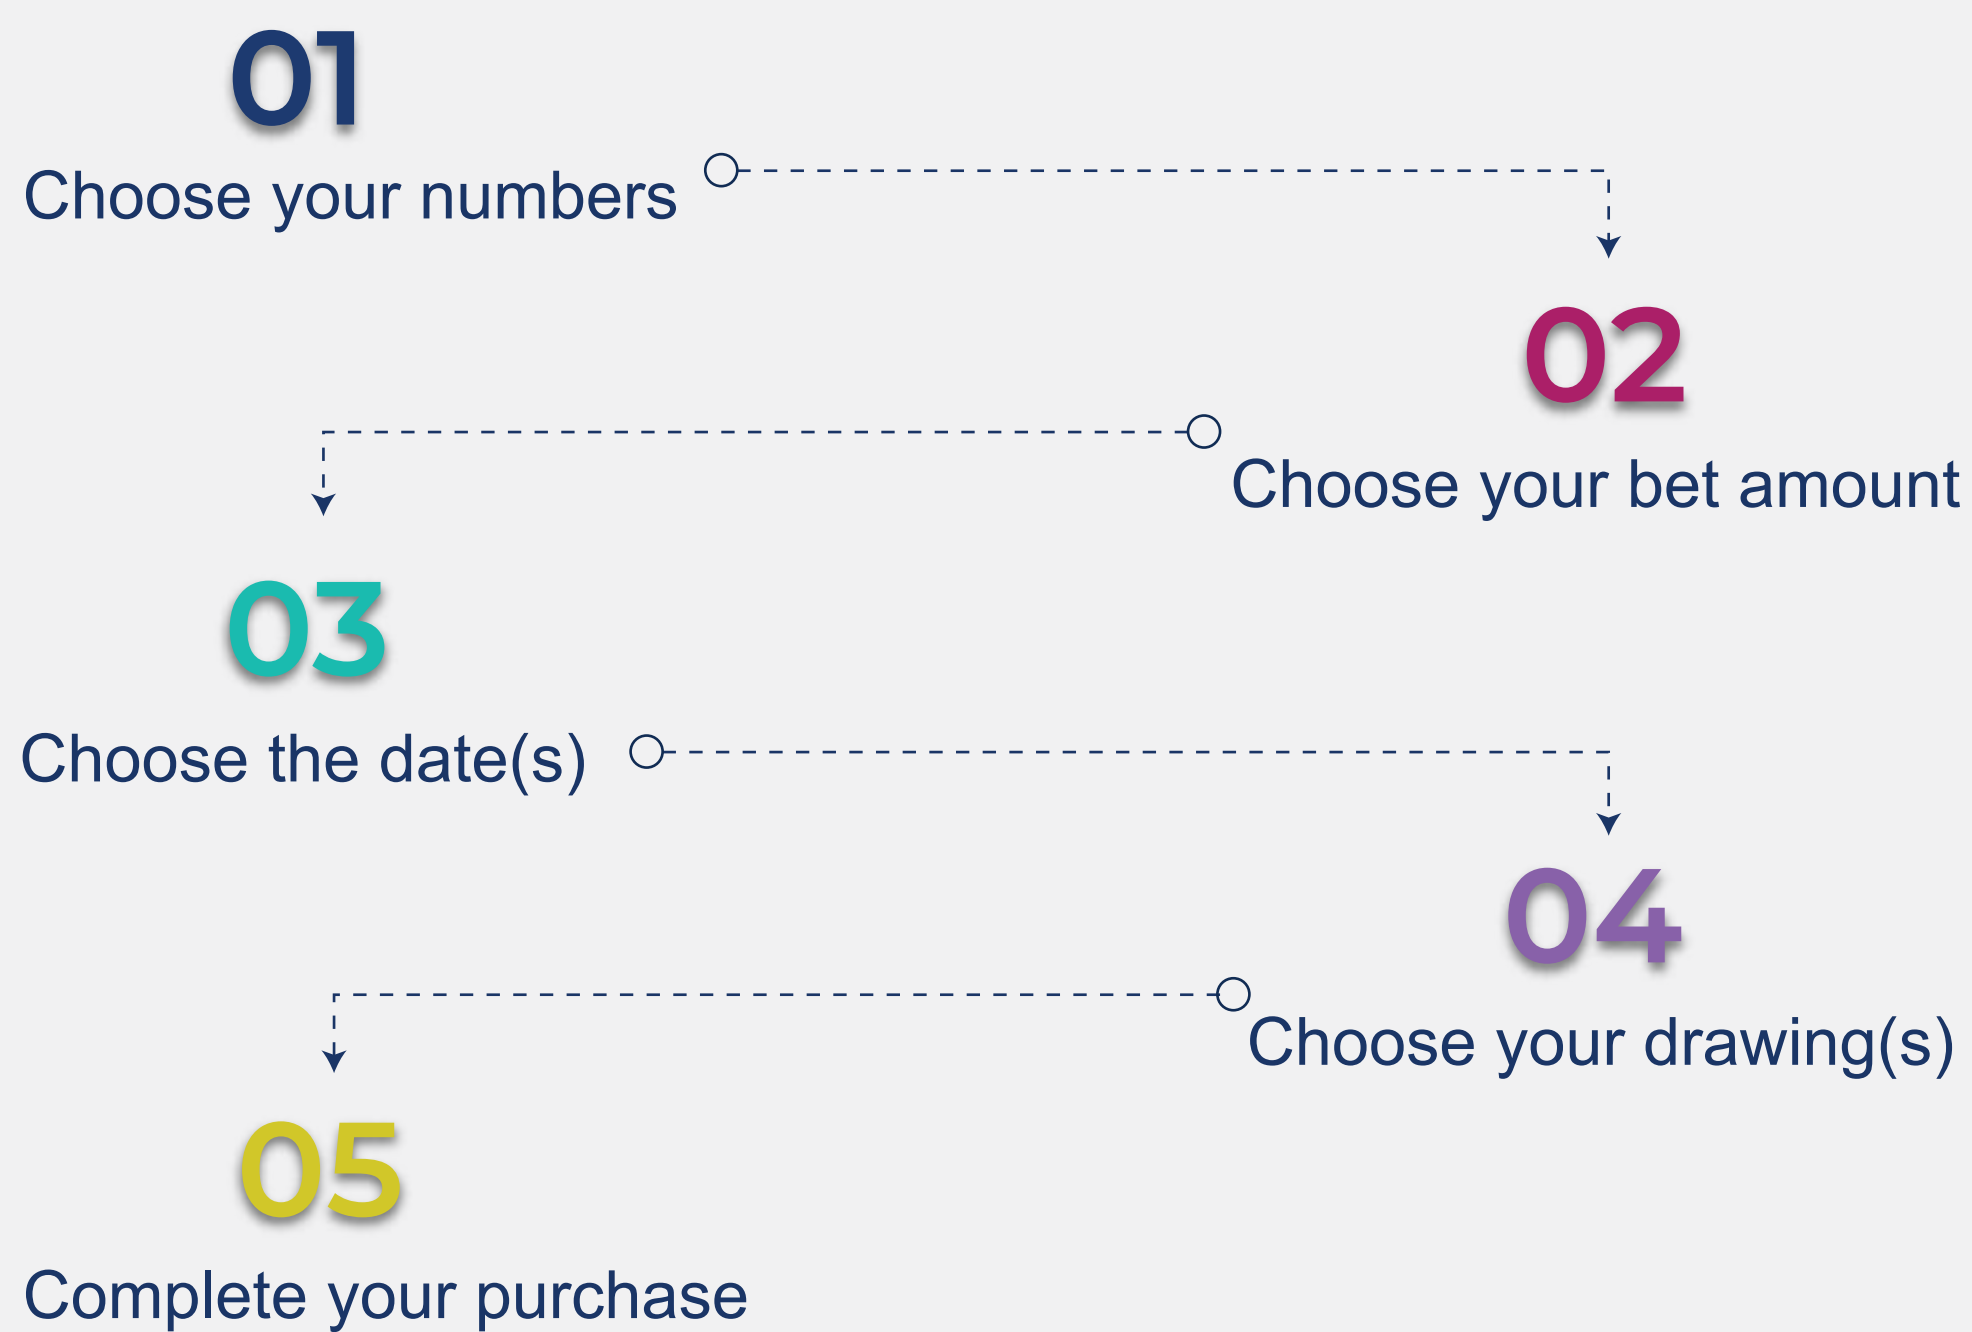 01
Choose your numbers
02
Choose your bet amount
03
Choose the date(s)
04
Choose your drawing(s)
05
Complete your purchase